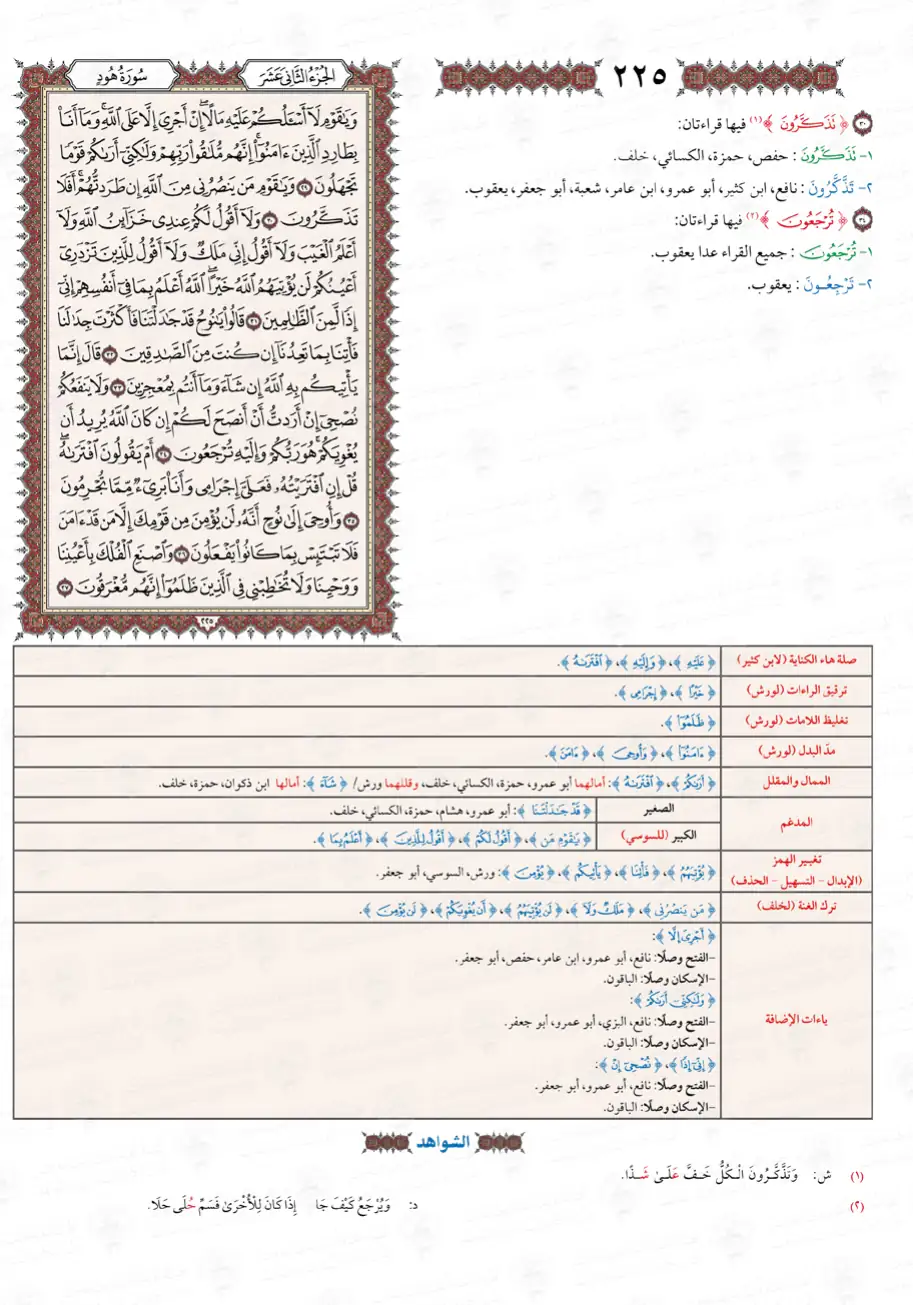 ٢٢٥
٣٠ ﴿ تَذَكَّرُونَ ﴾(١) فيها قراءتان:
١- تَذَكَّرُونَ : حفص، حمزة، الكسائي، خلف.
٢- تَذَّكَّرُونَ : نافع، ابن كثير، أبو عمرو، ابن عامر، شعبة، أبو جعفر، يعقوب.
٣٤ ﴿ تُرْجَعُونَ ﴾(٢) فيها قراءتان:
١- تُرْجَعُونَ : جميع القراء عدا يعقوب.
٢- تَرْجِعُونَ : يعقوب.
سُورَةُ هُودٍ
الجُزْءُ الثَّانِي عَشَرَ
وَيَٰقَوْمِ لَآ أَسْـَٔلُكُمْ عَلَيْهِ مَالًا ۖ إِنْ أَجْرِىَ إِلَّا عَلَى ٱللَّهِ ۚ وَمَآ أَنَا۠
بِطَارِدِ ٱلَّذِينَ ءَامَنُوٓا۟ ۚ إِنَّهُم مُّلَٰقُوا۟ رَبِّهِمْ وَلَٰكِنِّىٓ أَرَىٰكُمْ قَوْمًا
تَجْهَلُونَ ٢٩ وَيَٰقَوْمِ مَن يَنصُرُنِى مِنَ ٱللَّهِ إِن طَرَدتُّهُمْ ۚ أَفَلَا
تَذَكَّرُونَ ٣٠ وَلَآ أَقُولُ لَكُمْ عِندِى خَزَآئِنُ ٱللَّهِ وَلَآ
أَعْلَمُ ٱلْغَيْبَ وَلَآ أَقُولُ إِنِّى مَلَكٌ وَلَآ أَقُولُ لِلَّذِينَ تَزْدَرِىٓ
أَعْيُنُكُمْ لَن يُؤْتِيَهُمُ ٱللَّهُ خَيْرًا ۖ ٱللَّهُ أَعْلَمُ بِمَا فِىٓ أَنفُسِهِمْ ۖ إِنِّىٓ
إِذًا لَّمِنَ ٱلظَّٰلِمِينَ ٣١ قَالُوا۟ يَٰنُوحُ قَدْ جَٰدَلْتَنَا فَأَكْثَرْتَ جِدَٰلَنَا
فَأْتِنَا بِمَا تَعِدُنَآ إِن كُنتَ مِنَ ٱلصَّٰدِقِينَ ٣٢ قَالَ إِنَّمَا
يَأْتِيكُم بِهِ ٱللَّهُ إِن شَآءَ وَمَآ أَنتُم بِمُعْجِزِينَ ٣٣ وَلَا يَنفَعُكُمْ
نُصْحِىٓ إِنْ أَرَدتُّ أَنْ أَنصَحَ لَكُمْ إِن كَانَ ٱللَّهُ يُرِيدُ أَن
يُغْوِيَكُمْ ۚ هُوَ رَبُّكُمْ وَإِلَيْهِ تُرْجَعُونَ ٣٤ أَمْ يَقُولُونَ ٱفْتَرَىٰهُ ۖ
قُلْ إِنِ ٱفْتَرَيْتُهُۥ فَعَلَىَّ إِجْرَامِى وَأَنَا۠ بَرِىٓءٌ مِّمَّا تُجْرِمُونَ
٣٥ وَأُوحِىَ إِلَىٰ نُوحٍ أَنَّهُۥ لَن يُؤْمِنَ مِن قَوْمِكَ إِلَّا مَن قَدْ ءَامَنَ
فَلَا تَبْتَئِسْ بِمَا كَانُوا۟ يَفْعَلُونَ ٣٦ وَٱصْنَعِ ٱلْفُلْكَ بِأَعْيُنِنَا
وَوَحْيِنَا وَلَا تُخَٰطِبْنِى فِى ٱلَّذِينَ ظَلَمُوٓا۟ ۚ إِنَّهُم مُّغْرَقُونَ ٣٧
٢٢٥
صلة هاء الكناية (لابن كثير) ﴿ عَلَيْهِ ﴾، ﴿ وَإِلَيْهِ ﴾، ﴿ ٱفْتَرَىٰهُ ﴾.
ترقيق الراءات (لورش) ﴿ خَيْرًا ﴾، ﴿ إِجْرَامِى ﴾.
تغليظ اللامات (لورش) ﴿ ظَلَمُوٓا۟ ﴾.
مدّ البدل (لورش) ﴿ ءَامَنُوٓا۟ ﴾، ﴿ وَأُوحِىَ ﴾، ﴿ ءَامَنَ ﴾.
الممال والمقلل ﴿ أَرَىٰكُمْ ﴾، ﴿ ٱفْتَرَىٰهُ ﴾: أمالهما أبو عمرو، حمزة، الكسائي، خلف، وقللهما ورش/ ﴿ شَآءَ ﴾: أمالها ابن ذكوان، حمزة، خلف.
المدغم
الصغير ﴿ قَدْ جَٰدَلْتَنَا ﴾: أبو عمرو، هشام، حمزة، الكسائي، خلف.
الكبير (للسوسي) ﴿ وَيَٰقَوْمِ مَن ﴾، ﴿ أَقُولُ لَكُمْ ﴾، ﴿ أَقُولُ لِلَّذِينَ ﴾، ﴿ أَعْلَمُ بِمَا ﴾.
تغيير الهمز
(الإبدال - التسهيل - الحذف) ﴿ يُؤْتِيَهُمُ ﴾، ﴿ فَأْتِنَا ﴾، ﴿ يَأْتِيكُم ﴾، ﴿ يُؤْمِنَ ﴾: ورش، السوسي، أبو جعفر.
ترك الغنة (لخلف) ﴿ مَن يَنصُرُنِى ﴾، ﴿ مَلَكٌ وَلَآ ﴾، ﴿ لَن يُؤْتِيَهُمُ ﴾، ﴿ أَن يُغْوِيَكُمْ ﴾، ﴿ لَن يُؤْمِنَ ﴾.
ياءات الإضافة
﴿ أَجْرِىَ إِلَّا ﴾:
-الفتح وصلًا: نافع، أبو عمرو، ابن عامر، حفص، أبو جعفر.
-الإسكان وصلًا: الباقون.
﴿ وَلَٰكِنِّىٓ أَرَىٰكُمْ ﴾:
-الفتح وصلًا: نافع، البزي، أبو عمرو، أبو جعفر.
-الإسكان وصلًا: الباقون.
﴿ إِنِّىٓ إِذًا ﴾، ﴿ نُصْحِىٓ إِنْ ﴾:
-الفتح وصلًا: نافع، أبو عمرو، أبو جعفر.
-الإسكان وصلًا: الباقون.
الشواهد
(١) ش: وَتَذَّكَّرُونَ الْكُلُّ خَفَّ عَلَىٰ شَذًا.
(٢) د: وَيُرْجَعُ كَيْفَ جَا إِذَا كَانَ لِلْأُخْرَىٰ فَسَمِّ حُلًى حَلَا.